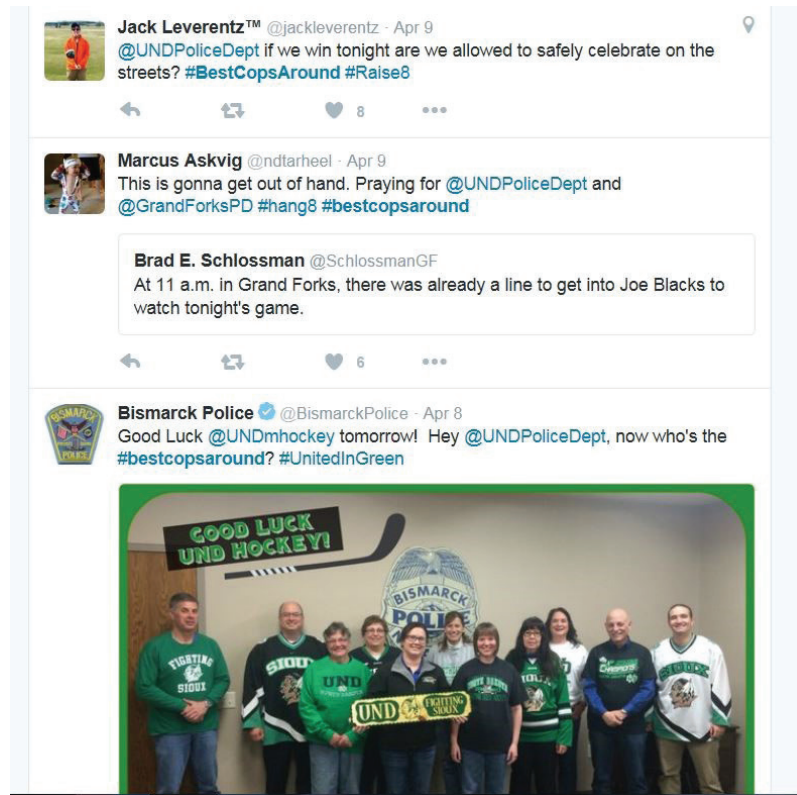 Jack Leverentz™ @jackleverentz · Apr 9
@UNDPoliceDept if we win tonight are we allowed to safely celebrate on the
streets? #BestCopsAround #Raise8
8
Marcus Askvig @ndtarheel · Apr 9
This is gonna get out of hand. Praying for @UNDPoliceDept and
@GrandForksPD #hang8 #bestcopsaround
Brad E. Schlossman @SchlossmanGF
At 11 a.m. in Grand Forks, there was already a line to get into Joe Blacks to
watch tonight's game.
6
Bismarck Police @BismarckPolice · Apr 8
Good Luck @UNDmhockey tomorrow! Hey @UNDPoliceDept, now who's the
#bestcopsaround? #UnitedInGreen
BISMARCK
POLICE
GOOD LUCK
UND HOCKEY!
BISMARCK
POLICE
FIGHTING
SIOUX
SIOU
UND
SIOUX
UND FIGHTING
SIOUX